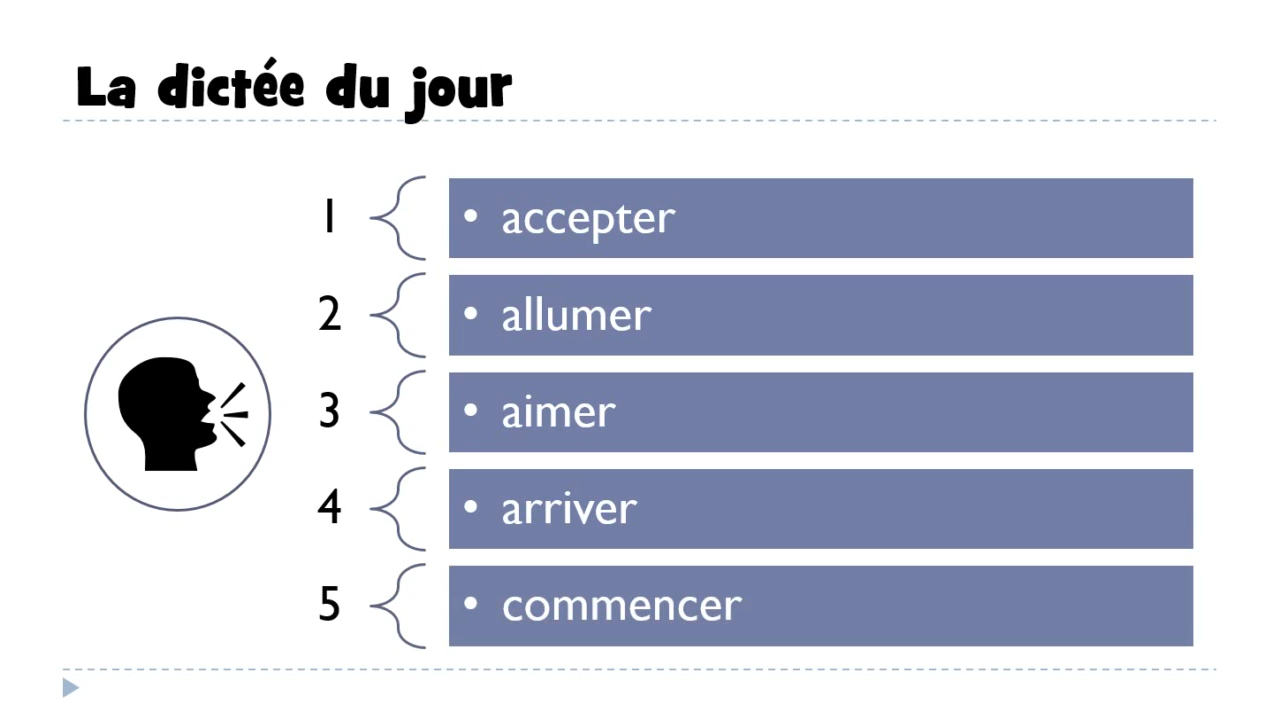 La dictée du jour
1 • accepter
2 • allumer
3 • aimer
4 • arriver
5 • commencer